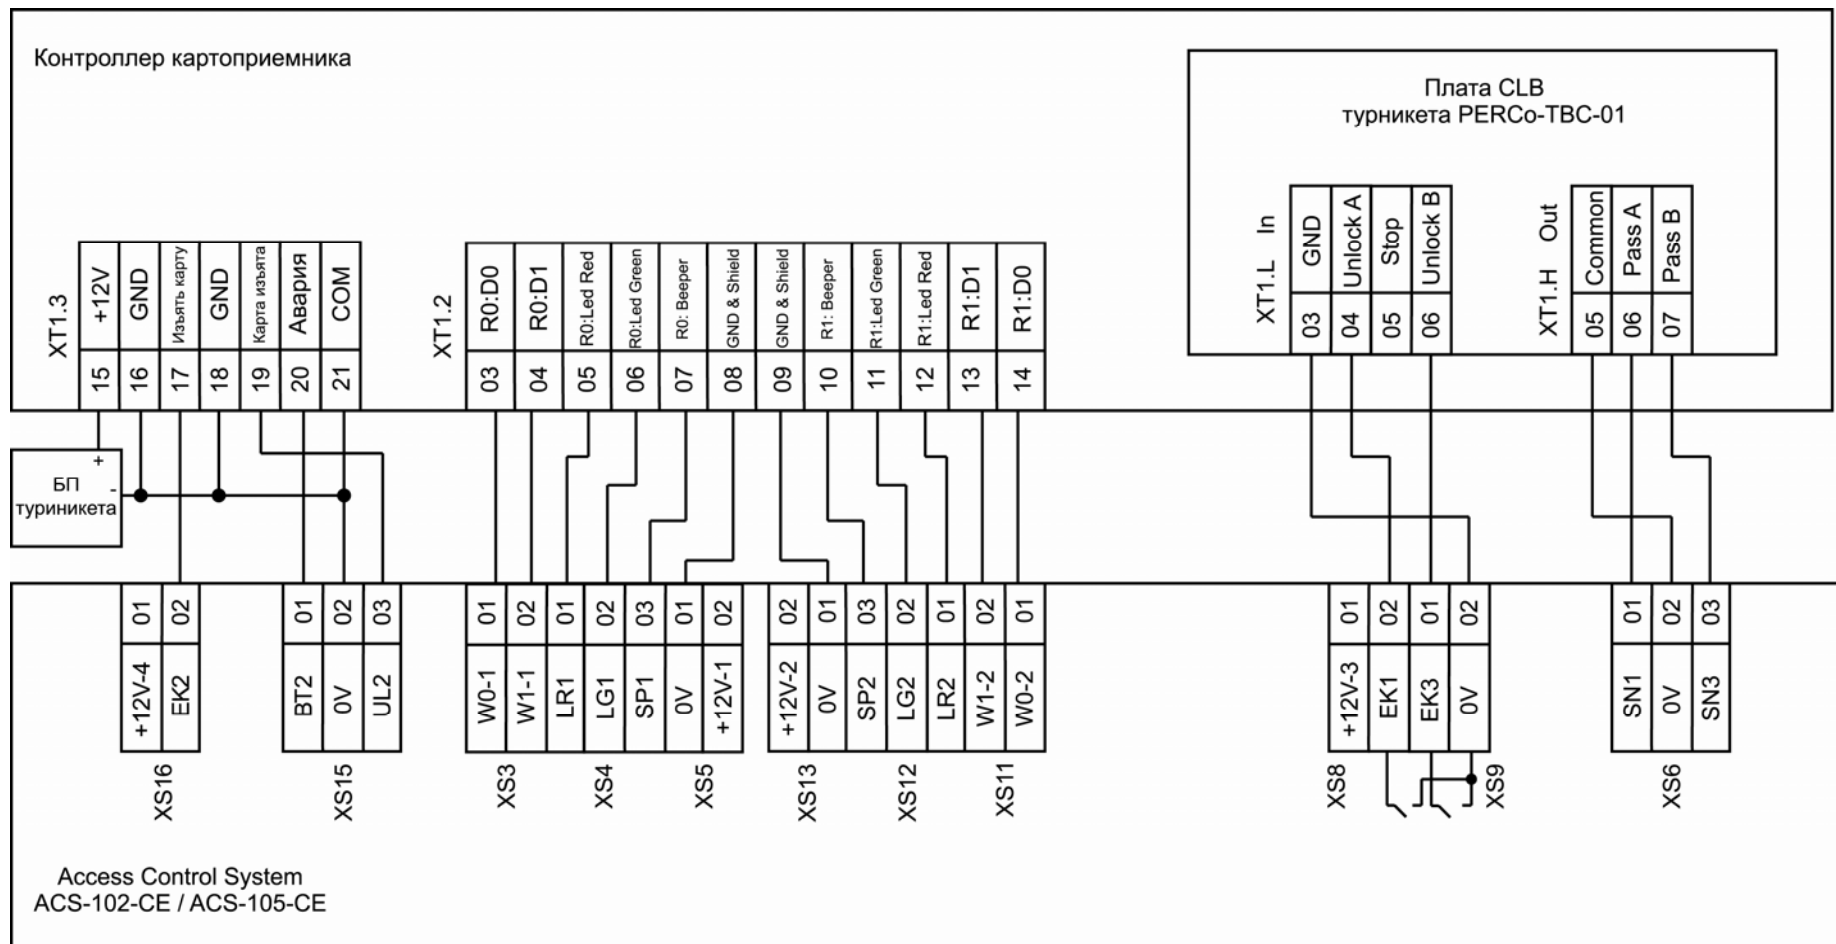 Контроллер картоприемника
Плата CLB
турникета PERCo-TBC-01
XT1.3
+12V
GND
Изъять карту
GND
Карта изъята
Авария
COM
15
16
17
18
19
20
21
XT1.2
R0:D0
R0:D1
R0:Led Red
R0:Led Green
R0: Beeper
GND & Shield
GND & Shield
R1: Beeper
R1:Led Green
R1:Led Red
R1:D1
R1:D0
03
04
05
06
07
08
09
10
11
12
13
14
XT1.L In
GND
Unlock A
Stop
Unlock B
03
04
05
06
XT1.H Out
Common
Pass A
Pass B
05
06
07
+
БП
-
туриникета
01
02
+12V-4
EK2
XS16
01
02
03
BT2
0V
UL2
XS15
01
02
01
02
03
01
02
W0-1
W1-1
LR1
LG1
SP1
0V
+12V-1
XS3
XS4
XS5
02
01
03
02
01
02
01
+12V-2
0V
SP2
LG2
LR2
W1-2
W0-2
XS13
XS12
XS11
01
02
01
02
+12V-3
EK1
EK3
0V
XS8
XS9
01
02
03
SN1
0V
SN3
XS6
Access Control System
ACS-102-CE / ACS-105-CE